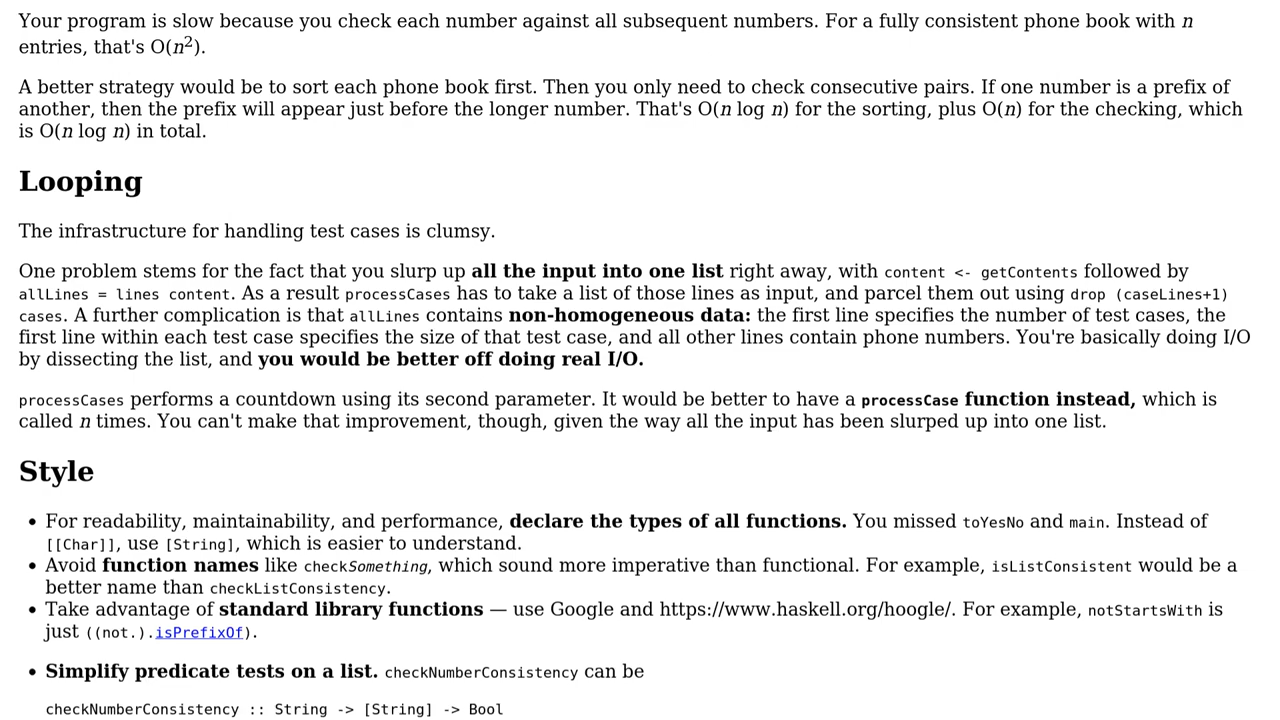 Your program is slow because you check each number against all subsequent numbers. For a fully consistent phone book with n
entries, that's O(n²).
A better strategy would be to sort each phone book first. Then you only need to check consecutive pairs. If one number is a prefix of
another, then the prefix will appear just before the longer number. That's O(n log n) for the sorting, plus O(n) for the checking, which
is O(n log n) in total.
Looping
The infrastructure for handling test cases is clumsy.
One problem stems for the fact that you slurp up all the input into one list right away, with content <- getContents followed by
allLines = lines content. As a result processCases has to take a list of those lines as input, and parcel them out using drop (caseLines+1)
cases. A further complication is that allLines contains non-homogeneous data: the first line specifies the number of test cases, the
first line within each test case specifies the size of that test case, and all other lines contain phone numbers. You're basically doing I/O
by dissecting the list, and you would be better off doing real I/O.
processCases performs a countdown using its second parameter. It would be better to have a processCase function instead, which is
called n times. You can't make that improvement, though, given the way all the input has been slurped up into one list.
Style
• For readability, maintainability, and performance, declare the types of all functions. You missed toYesNo and main. Instead of
[[Char]], use [String], which is easier to understand.
• Avoid function names like checkSomething, which sound more imperative than functional. For example, isListConsistent would be a
better name than checkListConsistency.
• Take advantage of standard library functions — use Google and https://www.haskell.org/hoogle/. For example, notStartsWith is
just ((not.).isPrefixOf).
• Simplify predicate tests on a list. checkNumberConsistency can be
checkNumberConsistency :: String -> [String] -> Bool